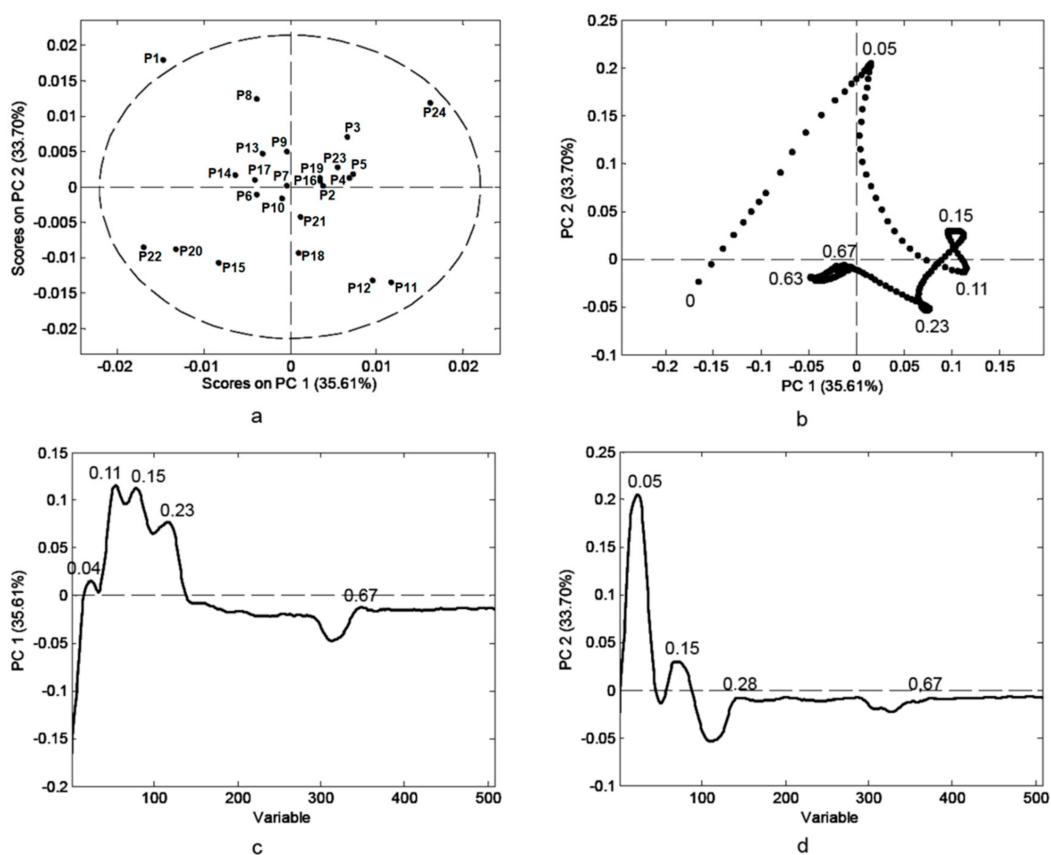 0.02
0.015
0.01
0.005
0
-0.005
-0.01
-0.015
-0.02
Scores on PC 2 (33.70%)
P1
P8
P24
P3
P13
P9
P23
P5
P19
P14
P17
P7
P16
P4
P6
P10
P2
P21
P22
P20
P15
P18
P12
P11
-0.02
-0.01
0
0.01
0.02
Scores on PC 1 (35.61%)
a
0.25
0.2
0.15
0.1
0.05
0
-0.05
-0.1
PC 2 (33.70%)
0.05
0.15
0.67
0.63
0.11
0
0.23
-0.2
-0.15
-0.1
-0.05
0
0.05
0.1
0.15
PC 1 (35.61%)
b
0.15
0.1
0.05
0
-0.05
-0.1
-0.15
-0.2
PC 1 (35.61%)
0.11
0.15
0.23
0.04
0.67
100
200
300
400
500
Variable
c
0.25
0.2
0.15
0.1
0.05
0
-0.05
-0.1
PC 2 (33.70%)
0.05
0.15
0.28
0,67
100
200
300
400
500
Variable
d